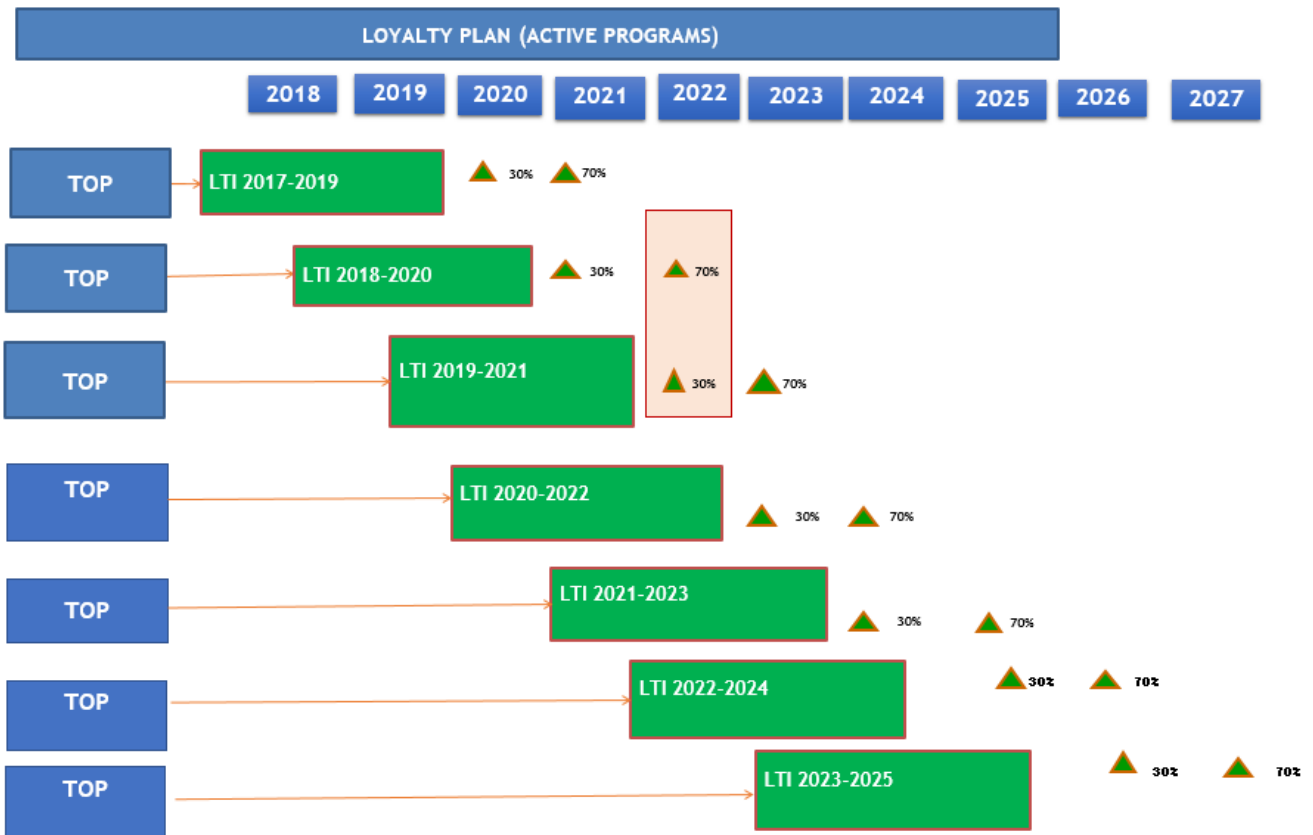 LOYALTY PLAN (ACTIVE PROGRAMS)
2018 2019 2020 2021 2022 2023 2024 2025 2026 2027
TOP LTI 2017-2019 30% 70%
TOP LTI 2018-2020 30% 70%
TOP LTI 2019-2021 30% 70%
TOP LTI 2020-2022 30% 70%
TOP LTI 2021-2023 30% 70%
TOP LTI 2022-2024 30% 70%
TOP LTI 2023-2025 30% 70%